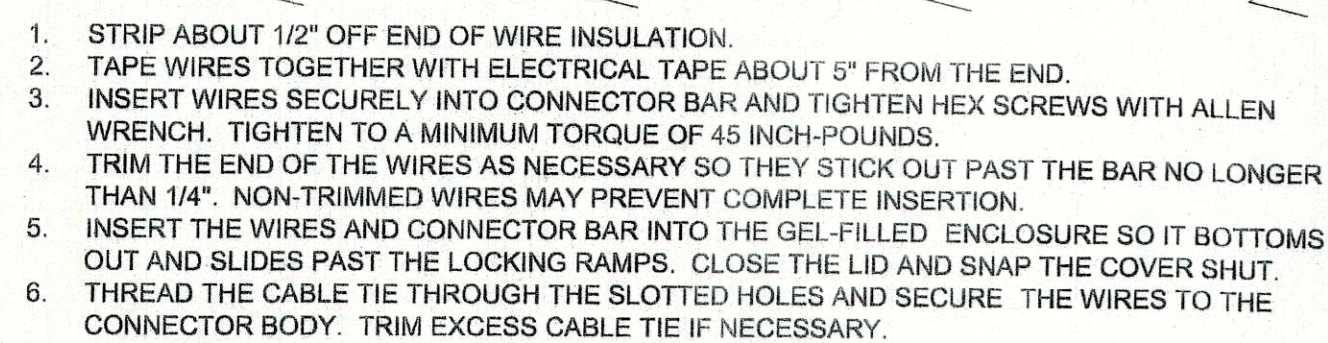 1. STRIP ABOUT 1/2" OFF END OF WIRE INSULATION.
2. TAPE WIRES TOGETHER WITH ELECTRICAL TAPE ABOUT 5" FROM THE END.
3. INSERT WIRES SECURELY INTO CONNECTOR BAR AND TIGHTEN HEX SCREWS WITH ALLEN
WRENCH. TIGHTEN TO A MINIMUM TORQUE OF 45 INCH-POUNDS.
4. TRIM THE END OF THE WIRES AS NECESSARY SO THEY STICK OUT PAST THE BAR NO LONGER
THAN 1/4". NON-TRIMMED WIRES MAY PREVENT COMPLETE INSERTION.
5. INSERT THE WIRES AND CONNECTOR BAR INTO THE GEL-FILLED ENCLOSURE SO IT BOTTOMS
OUT AND SLIDES PAST THE LOCKING RAMPS. CLOSE THE LID AND SNAP THE COVER SHUT.
6. THREAD THE CABLE TIE THROUGH THE SLOTTED HOLES AND SECURE THE WIRES TO THE
CONNECTOR BODY. TRIM EXCESS CABLE TIE IF NECESSARY.